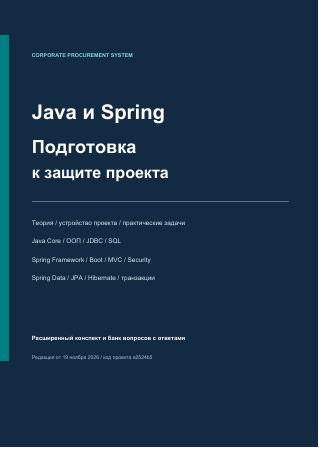 CORPORATE PROCUREMENT SYSTEM
Java и Spring
Подготовка
к защите проекта
Теория / устройство проекта / практические задачи
Java Core / ООП / JDBC / SQL
Spring Framework / Boot / MVC / Security
Spring Data / JPA / Hibernate / транзакции
Расширенный конспект и банк вопросов с ответами
Редакция от 19 ноября 2026 / код проекта